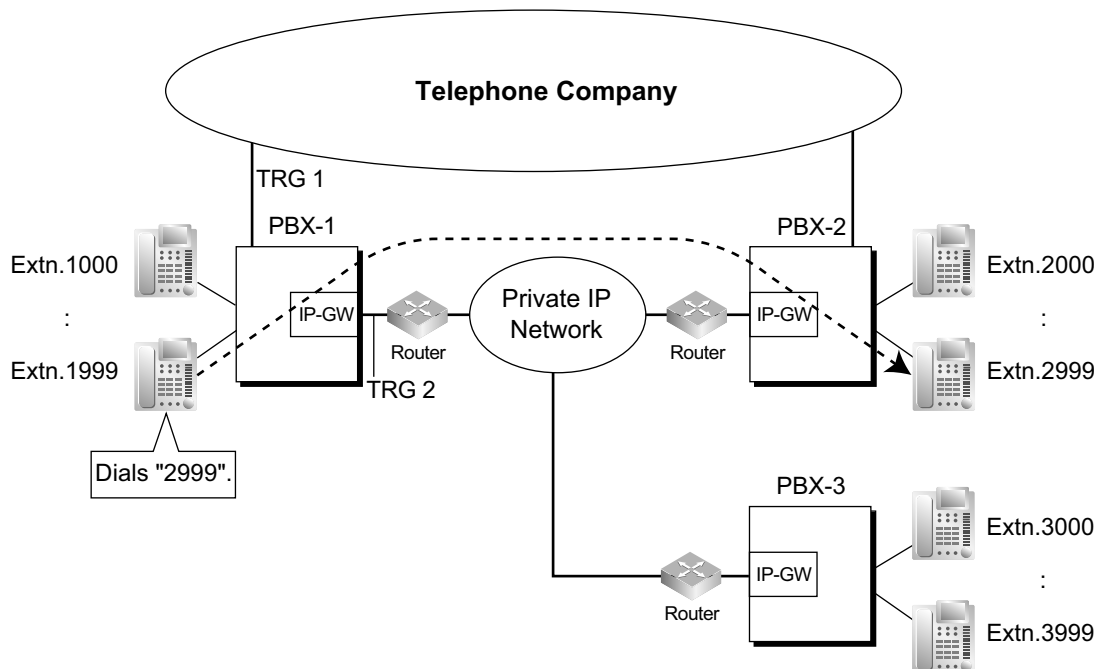 Telephone Company
TRG 1
PBX-1
PBX-2
Extn.1000
:
Extn.1999
IP-GW
Router
TRG 2
Private IP
Network
Router
IP-GW
Extn.2000
:
Extn.2999
Dials "2999".
PBX-3
Router
IP-GW
Extn.3000
:
Extn.3999